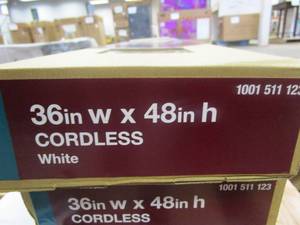 1001 511 123
36in w x 48in h
CORDLESS
White
1001 511 123
36in w x 48in h
CORDLESS